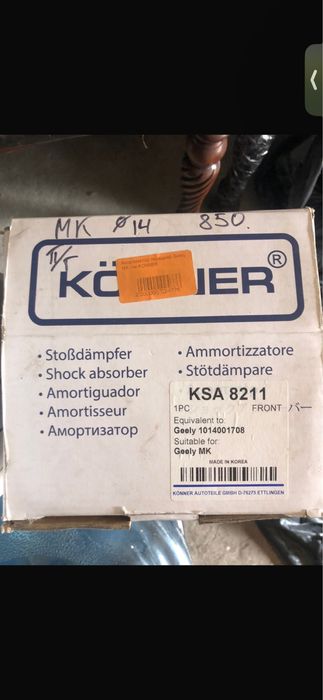 MK ø14 850.
П/Г
KÖNNER®
• Stoßdämpfer
• Shock absorber
• Amortiguador
• Amortisseur
• Амортизатор
• Ammortizzatore
• Stötdämpare
KSA 8211
1PC FRONT
Equivalent to:
Geely 1014001708
Suitable for:
Geely MK
MADE IN KOREA
KÖNNER AUTOTEILE GMBH D-76275 ETTLINGEN